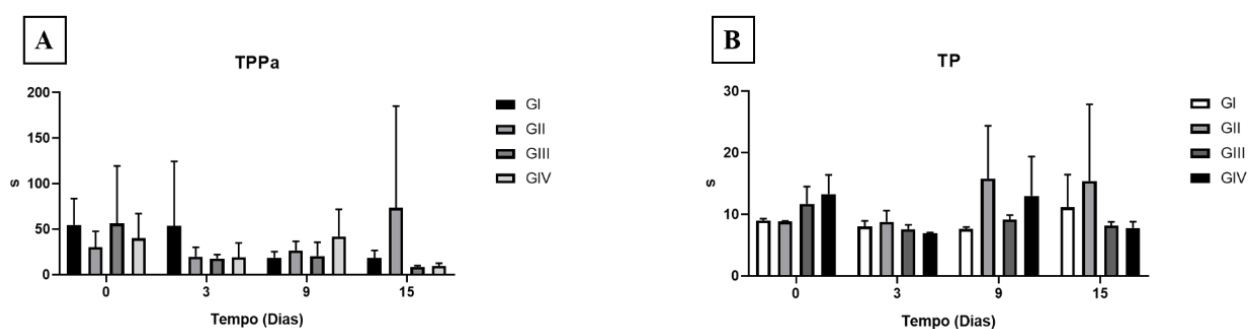 A
TPPa
200
150
100
50
0
s
0 3 9 15
Tempo (Dias)
GI
GII
GIII
GIV
B
TP
30
20
10
0
s
0 3 9 15
Tempo (Dias)
GI
GII
GIII
GIV